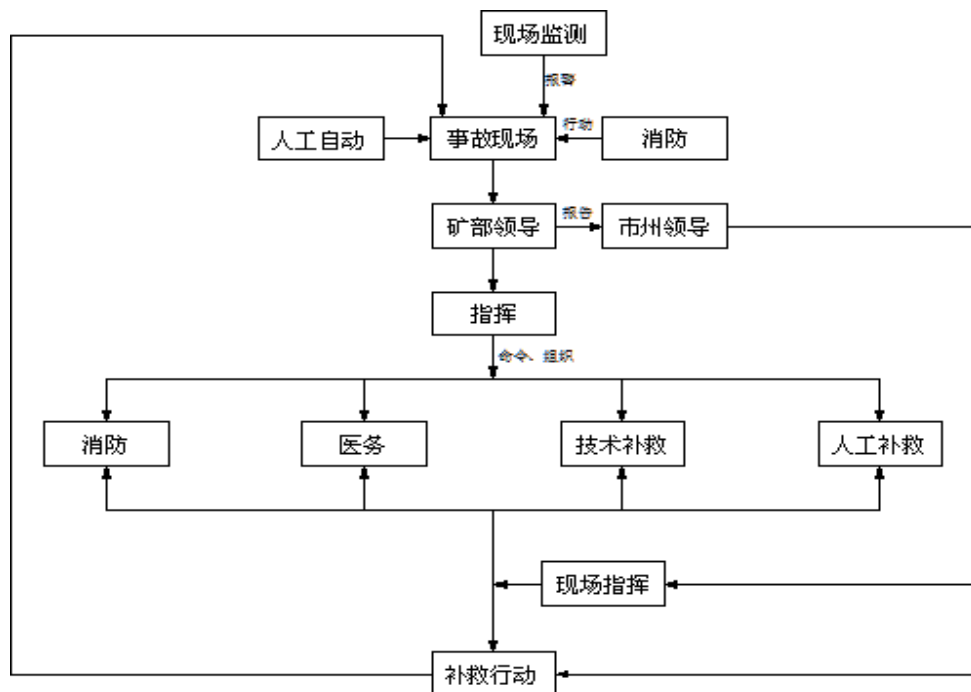 现场监测
报警
人工自动
事故现场
行动
消防
矿部领导
报告
市州领导
指挥
命令、组织
消防
医务
技术补救
人工补救
现场指挥
补救行动